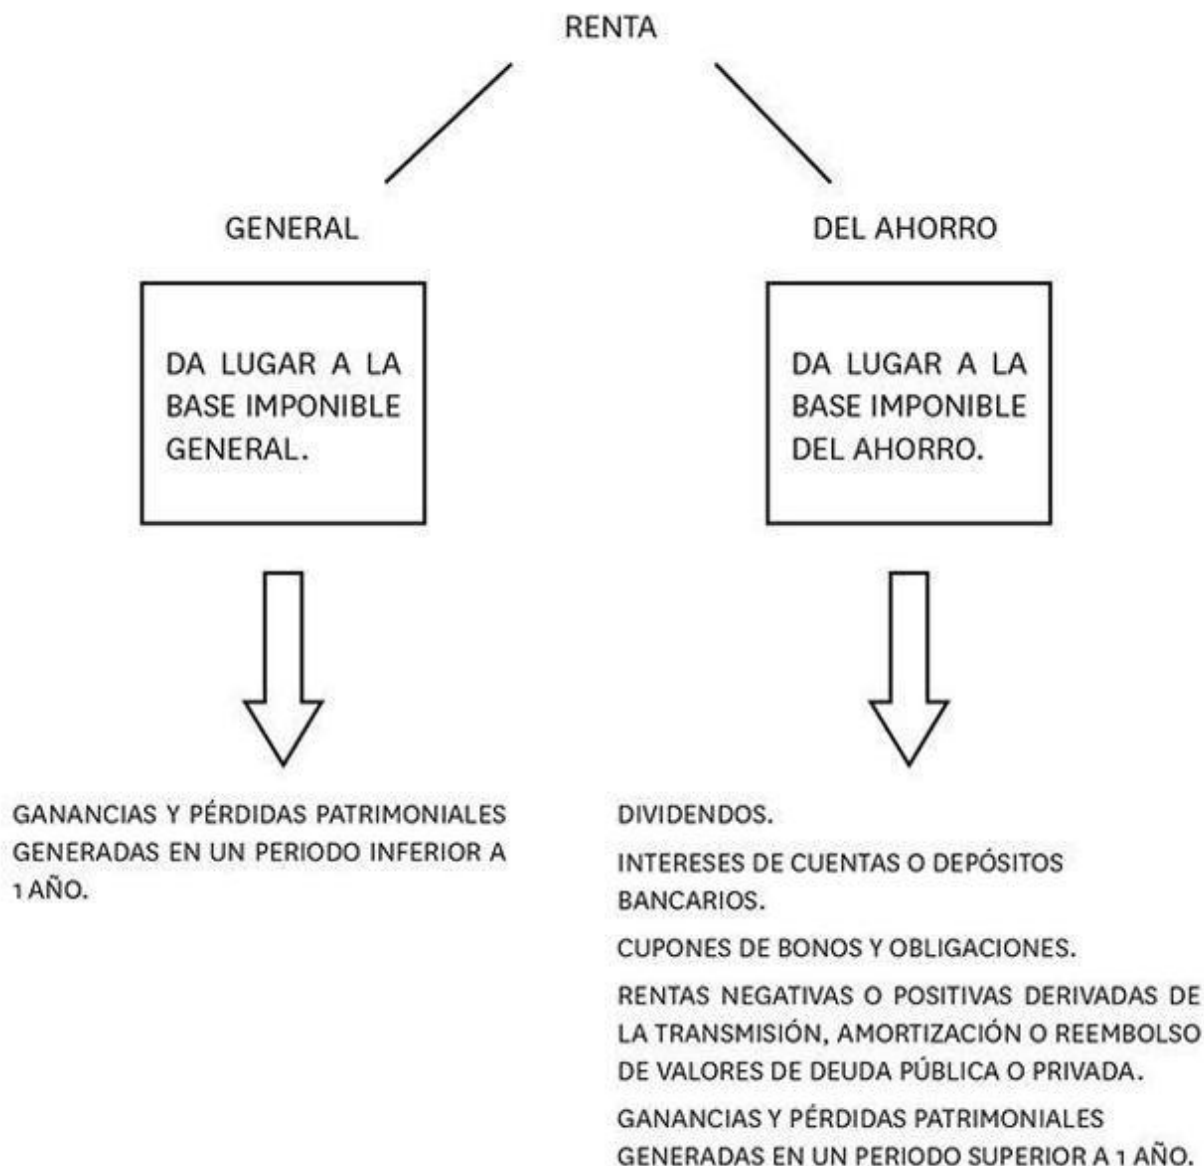 RENTA
GENERAL
DA LUGAR A LA
BASE IMPONIBLE
GENERAL.
GANANCIAS Y PÉRDIDAS PATRIMONIALES
GENERADAS EN UN PERIODO INFERIOR A
1 AÑO.
DEL AHORRO
DA LUGAR A LA
BASE IMPONIBLE
DEL AHORRO.
DIVIDENDOS.
INTERESES DE CUENTAS O DEPÓSITOS
BANCARIOS.
CUPONES DE BONOS Y OBLIGACIONES.
RENTAS NEGATIVAS O POSITIVAS DERIVADAS DE
LA TRANSMISIÓN, AMORTIZACIÓN O REEMBOLSO
DE VALORES DE DEUDA PÚBLICA O PRIVADA.
GANANCIAS Y PÉRDIDAS PATRIMONIALES
GENERADAS EN UN PERIODO SUPERIOR A 1 AÑO.